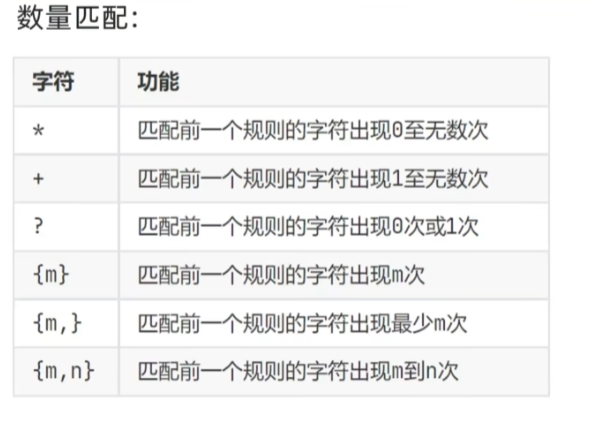 数量匹配：
字符 功能
* 匹配前一个规则的字符出现0至无数次
+ 匹配前一个规则的字符出现1至无数次
? 匹配前一个规则的字符出现0次或1次
{m} 匹配前一个规则的字符出现m次
{m,} 匹配前一个规则的字符出现最少m次
{m,n} 匹配前一个规则的字符出现m到n次